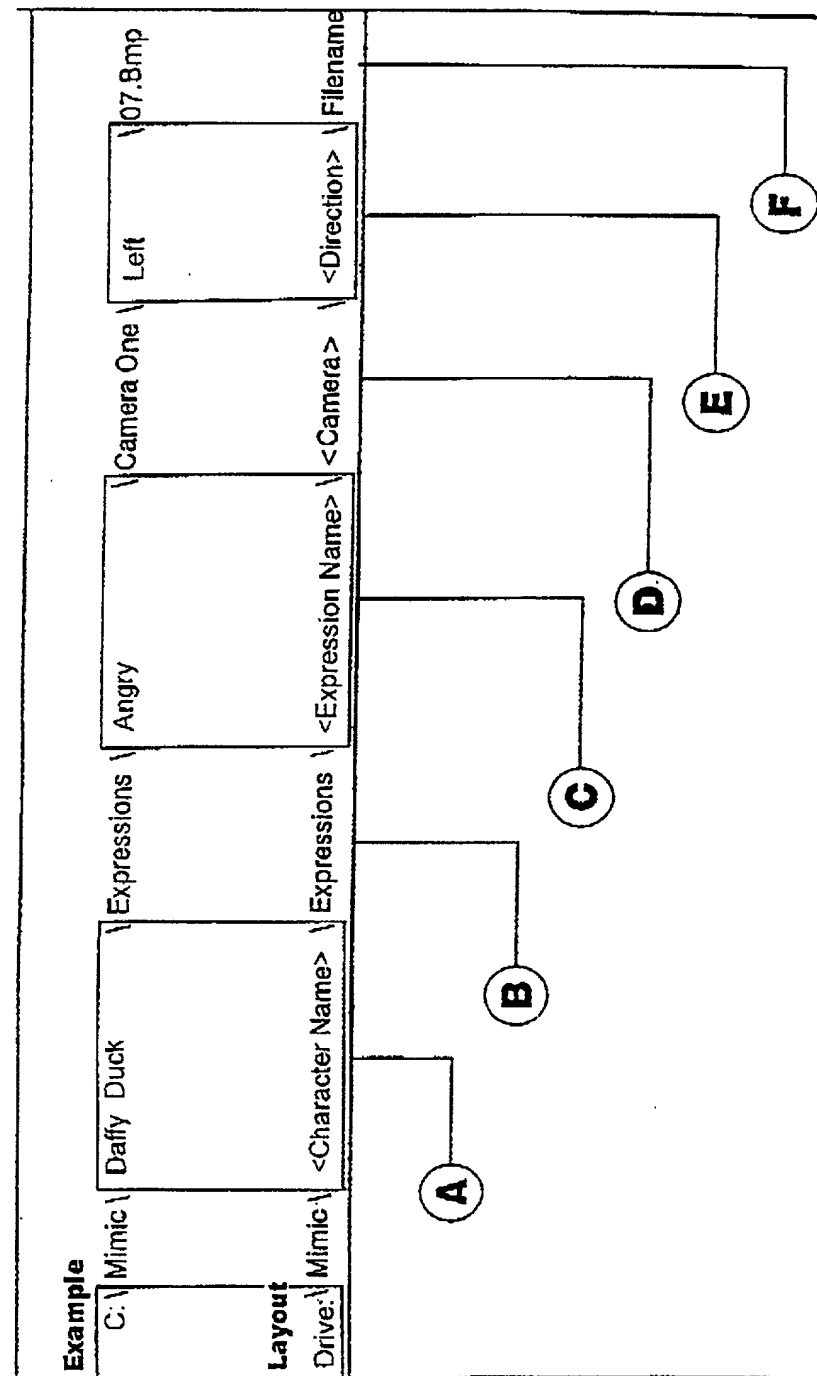 Example
C: \ Mimic \ Daffy Duck \ Expressions \ Angry \ Camera One \ Left \ 07.Bmp
Layout
Drive: \ Mimic \ <Character Name> \ Expressions \ <Expression Name> \ <Camera> \ <Direction> \ Filename
A
B
C
D
E
F